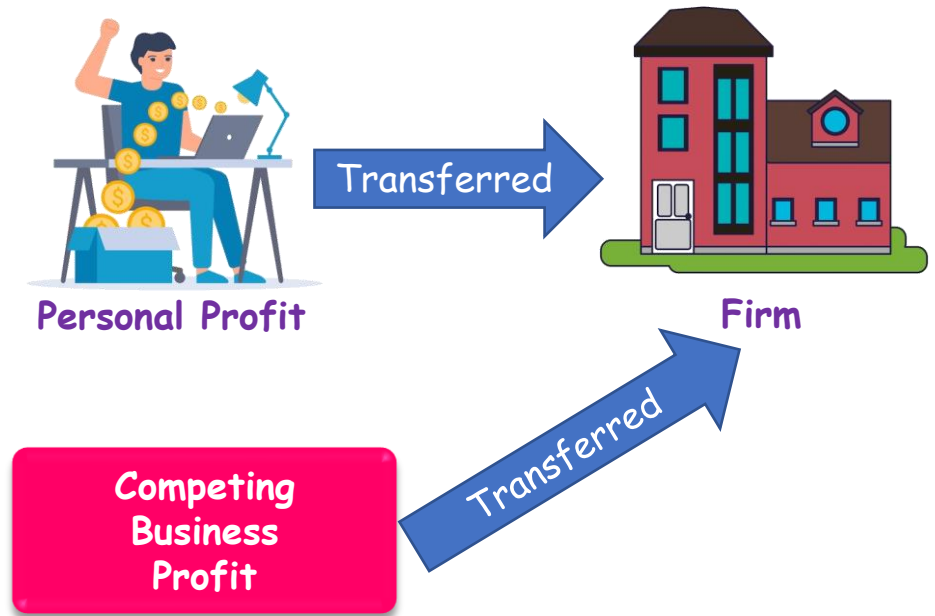 Transferred
Personal Profit
Firm
Transferred
Competing
Business
Profit